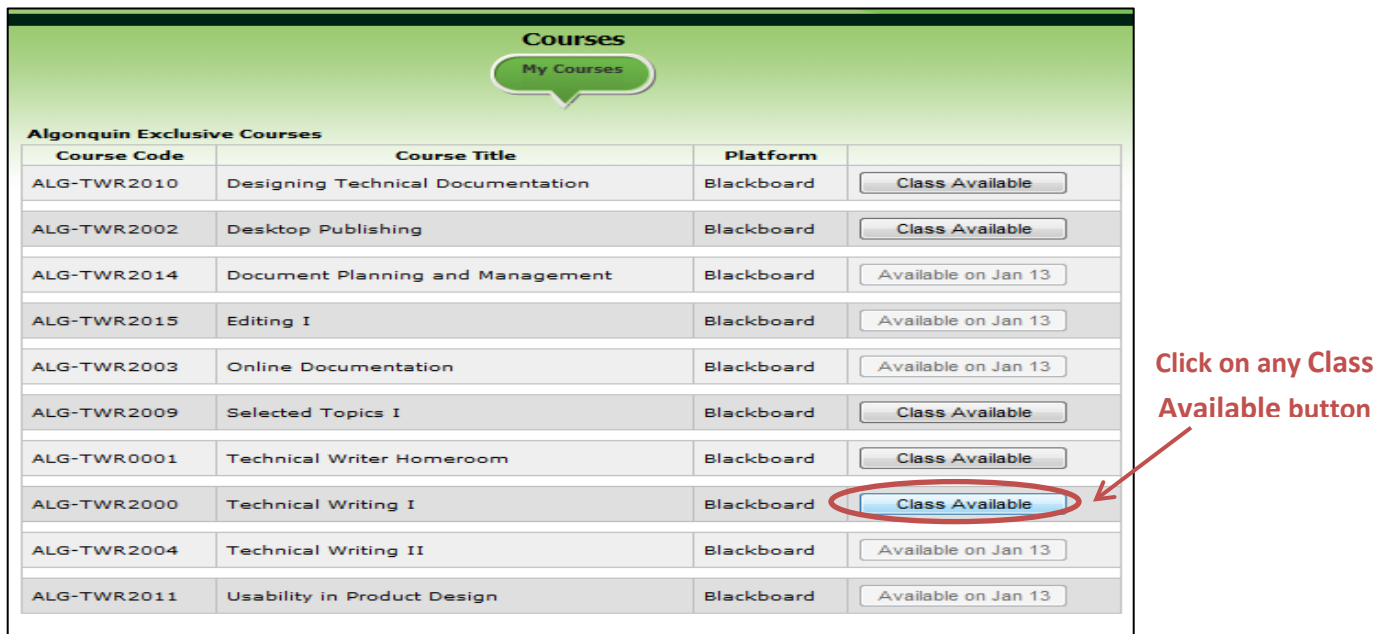 Courses
My Courses
Algonquin Exclusive Courses
Course Code Course Title Platform
ALG-TWR2010 Designing Technical Documentation Blackboard Class Available
ALG-TWR2002 Desktop Publishing Blackboard Class Available
ALG-TWR2014 Document Planning and Management Blackboard Available on Jan 13
ALG-TWR2015 Editing I Blackboard Available on Jan 13
ALG-TWR2003 Online Documentation Blackboard Available on Jan 13
ALG-TWR2009 Selected Topics I Blackboard Class Available
ALG-TWR0001 Technical Writer Homeroom Blackboard Class Available
ALG-TWR2000 Technical Writing I Blackboard Class Available
ALG-TWR2004 Technical Writing II Blackboard Available on Jan 13
ALG-TWR2011 Usability in Product Design Blackboard Available on Jan 13
Click on any Class
Available button